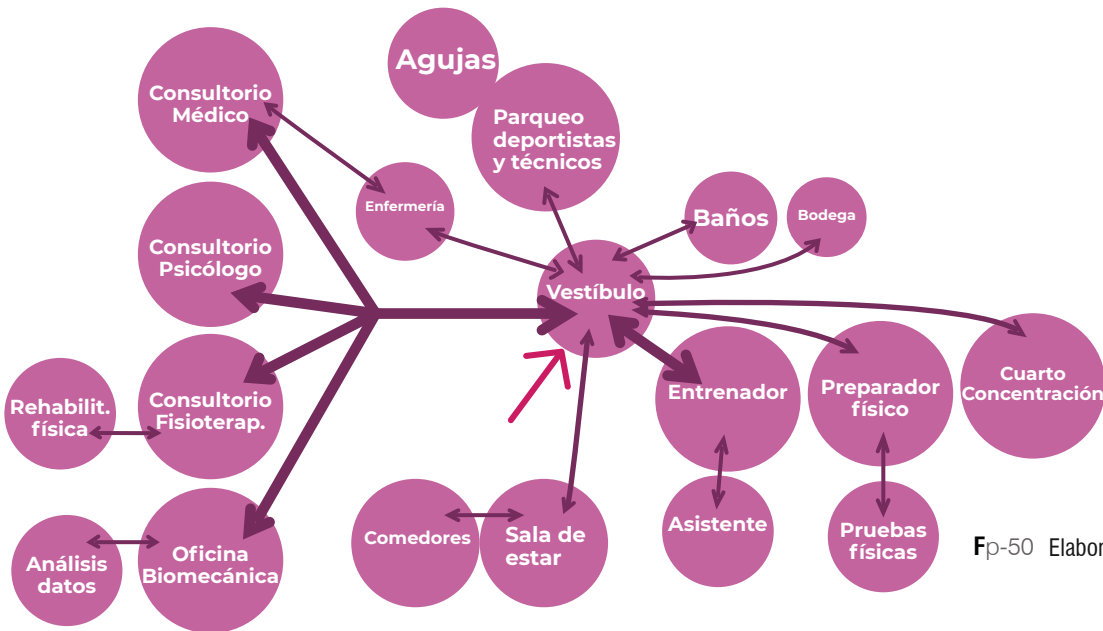 Agujas
Consultorio
Médico
Parqueo
deportistas
y técnicos
Enfermería
Baños
Bodega
Consultorio
Psicólogo
Vestíbulo
Entrenador
Preparador
físico
Cuarto
Concentración
Rehabilit.
física
Consultorio
Fisioterap.
Comedores
Sala de
estar
Asistente
Pruebas
físicas
Análisis
datos
Oficina
Biomecánica
Fp-50 Elabor